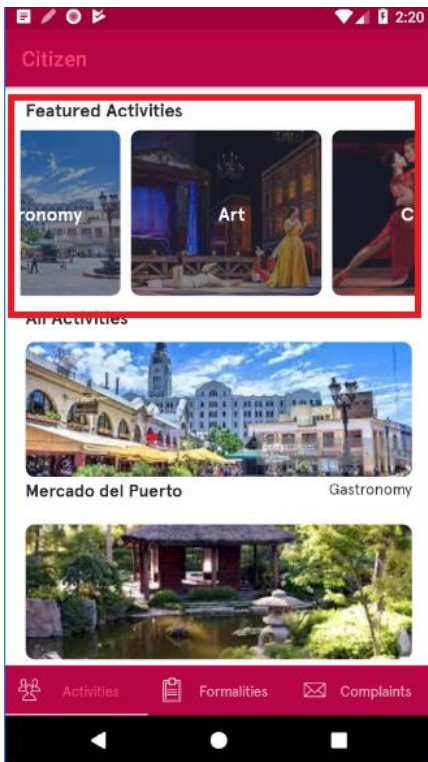 2:20
Citizen
Featured Activities
ronomy
Art
C
All Activities
Mercado del Puerto
Gastronomy
Activities
Formalities
Complaints